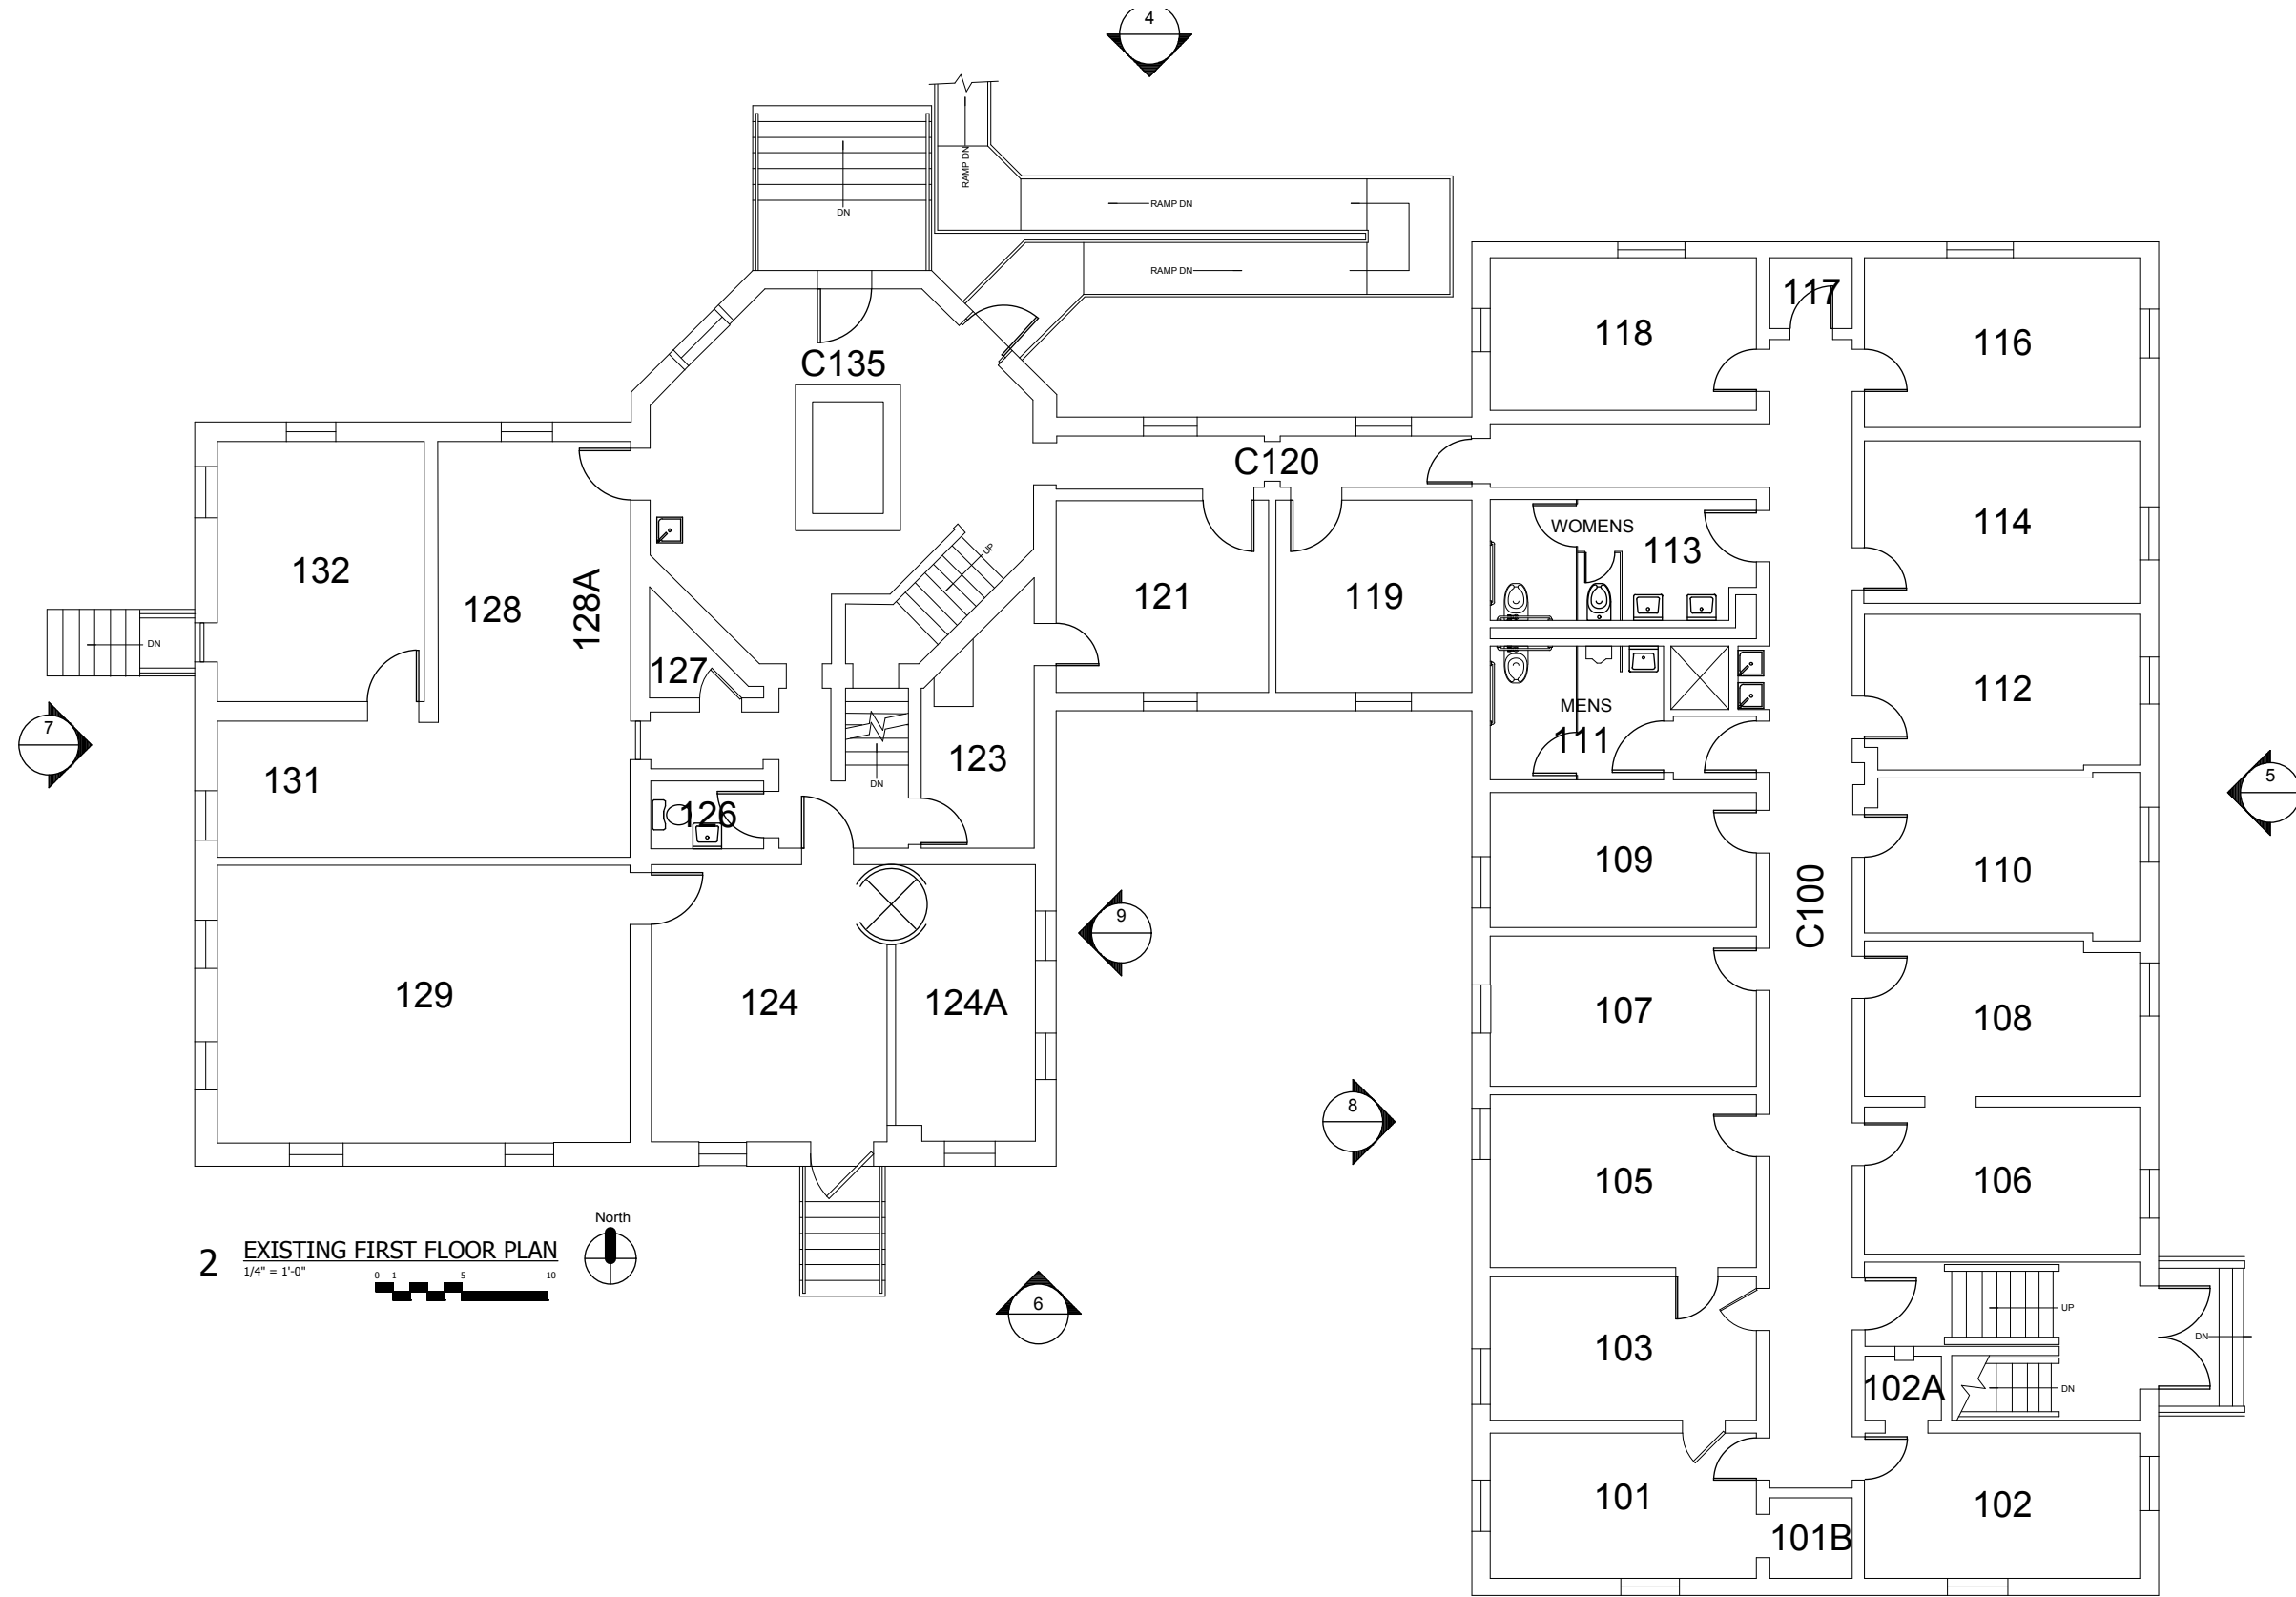 4
RAMP DN
DN
RAMP DN
RAMP DN
117
118
116
C135
C120
WOMENS
113
114
132
128
128A
UP
121
119
DN
127
112
7
MENS
111
123
131
5
DN
126
109
110
C100
9
129
124
124A
107
108
8
105
106
North
2
EXISTING FIRST FLOOR PLAN
1/4" = 1'-0"
0 1 5 10
6
UP
DN
103
102A
DN
101
102
101B